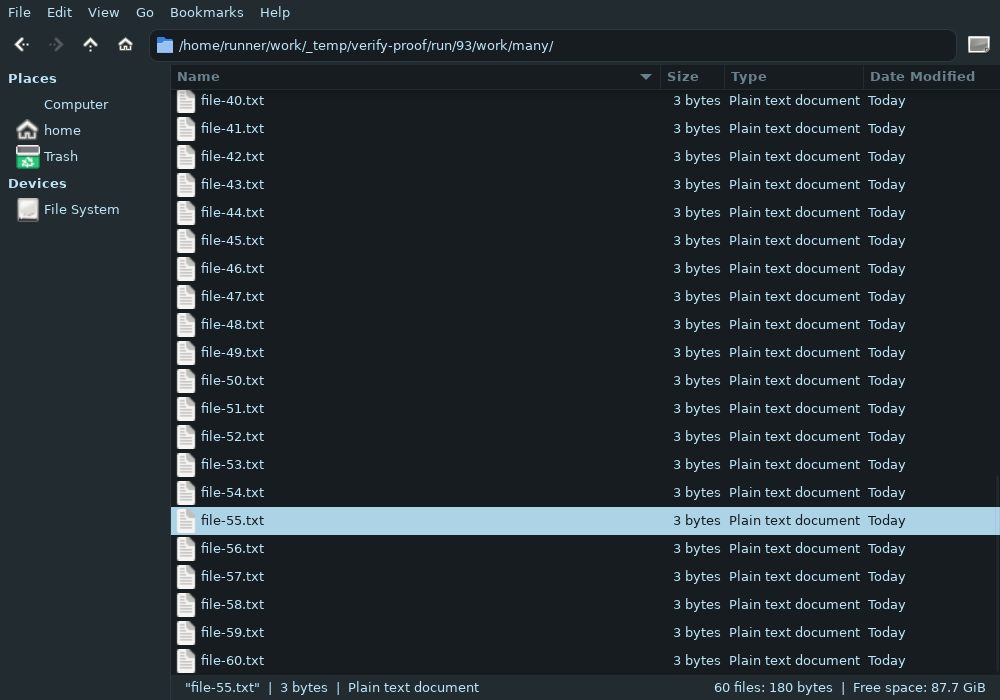 File Edit View Go Bookmarks Help
/home/runner/work/_temp/verify-proof/run/93/work/many/
Places
Computer
home
Trash
Devices
File System
Name Size Type Date Modified
file-40.txt 3 bytes Plain text document Today
file-41.txt 3 bytes Plain text document Today
file-42.txt 3 bytes Plain text document Today
file-43.txt 3 bytes Plain text document Today
file-44.txt 3 bytes Plain text document Today
file-45.txt 3 bytes Plain text document Today
file-46.txt 3 bytes Plain text document Today
file-47.txt 3 bytes Plain text document Today
file-48.txt 3 bytes Plain text document Today
file-49.txt 3 bytes Plain text document Today
file-50.txt 3 bytes Plain text document Today
file-51.txt 3 bytes Plain text document Today
file-52.txt 3 bytes Plain text document Today
file-53.txt 3 bytes Plain text document Today
file-54.txt 3 bytes Plain text document Today
file-55.txt 3 bytes Plain text document Today
file-56.txt 3 bytes Plain text document Today
file-57.txt 3 bytes Plain text document Today
file-58.txt 3 bytes Plain text document Today
file-59.txt 3 bytes Plain text document Today
file-60.txt 3 bytes Plain text document Today
"file-55.txt" | 3 bytes | Plain text document 60 files: 180 bytes | Free space: 87.7 GiB